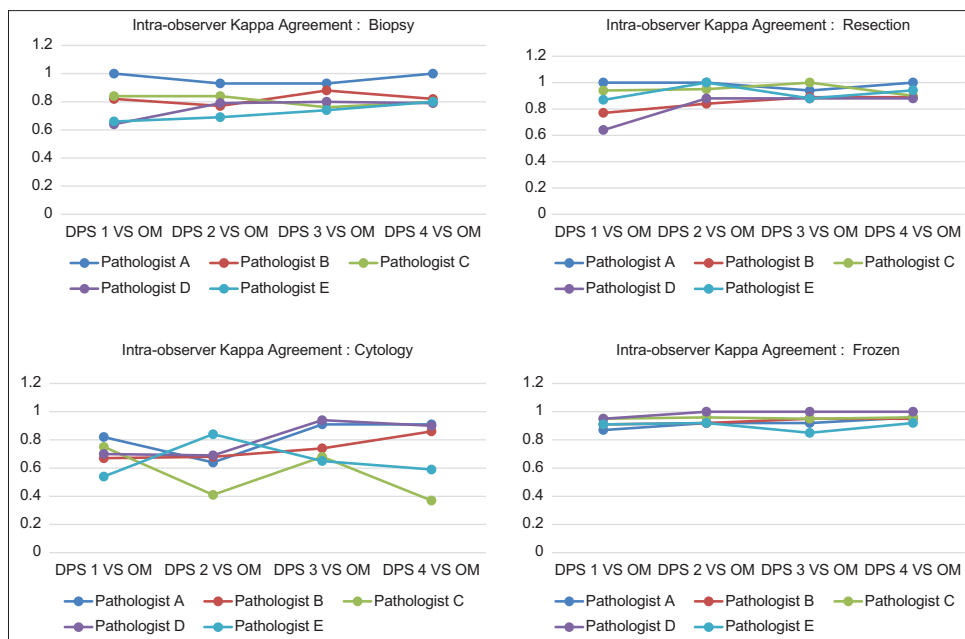 Intra-observer Kappa Agreement : Biopsy
1.2
1
0.8
0.6
0.4
0.2
0
DPS 1 VS OM DPS 2 VS OM DPS 3 VS OM DPS 4 VS OM
Pathologist A Pathologist B Pathologist C
Pathologist D Pathologist E
Intra-observer Kappa Agreement : Resection
1.2
1
0.8
0.6
0.4
0.2
0
DPS 1 VS OM DPS 2 VS OM DPS 3 VS OM DPS 4 VS OM
Pathologist A Pathologist B Pathologist C
Pathologist D Pathologist E
Intra-observer Kappa Agreement : Cytology
1.2
1
0.8
0.6
0.4
0.2
0
DPS 1 VS OM DPS 2 VS OM DPS 3 VS OM DPS 4 VS OM
Pathologist A Pathologist B Pathologist C
Pathologist D Pathologist E
Intra-observer Kappa Agreement : Frozen
1.2
1
0.8
0.6
0.4
0.2
0
DPS 1 VS OM DPS 2 VS OM DPS 3 VS OM DPS 4 VS OM
Pathologist A Pathologist B Pathologist C
Pathologist D Pathologist E